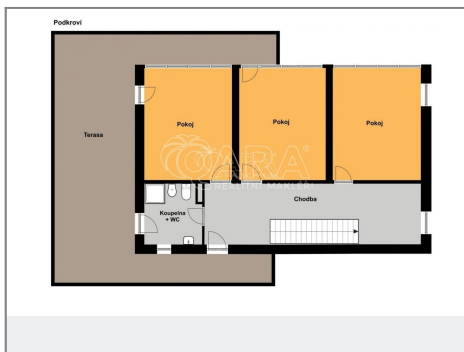 Podkroví
Pokoj
Pokoj
Pokoj
Terasa
ARA
REALITNÍ MAKLÉŘI
Chodba
Koupelna
+ WC